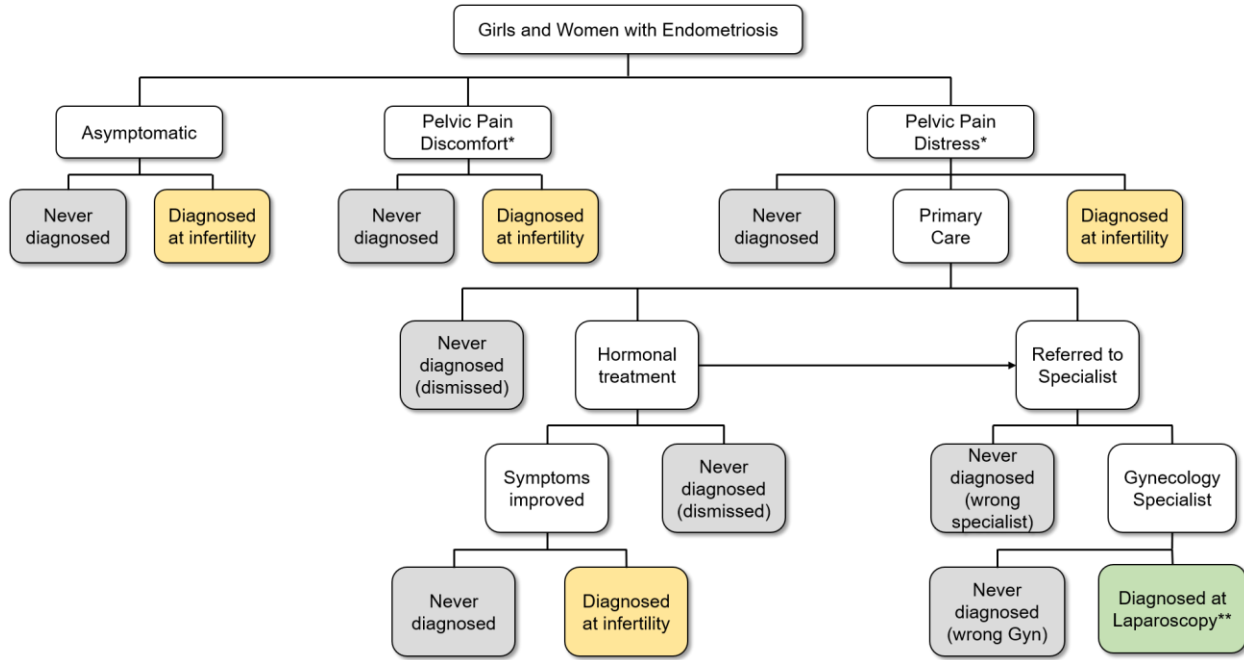 Girls and Women with Endometriosis
Asymptomatic
Pelvic Pain
Discomfort*
Pelvic Pain
Distress*
Never
diagnosed
Diagnosed
at infertility
Never
diagnosed
Diagnosed
at infertility
Never
diagnosed
Primary
Care
Diagnosed
at infertility
Never
diagnosed
(dismissed)
Hormonal
treatment
Referred to
Specialist
Symptoms
improved
Never
diagnosed
(dismissed)
Never
diagnosed
(wrong
specialist)
Gynecology
Specialist
Never
diagnosed
Diagnosed
at infertility
Never
diagnosed
(wrong Gyn)
Diagnosed at
Laparoscopy**